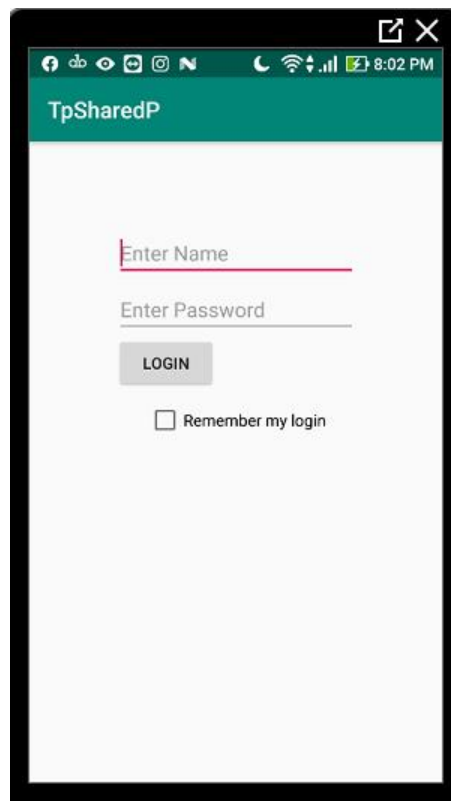 8:02 PM
TpSharedP
Enter Name
Enter Password
LOGIN
Remember my login